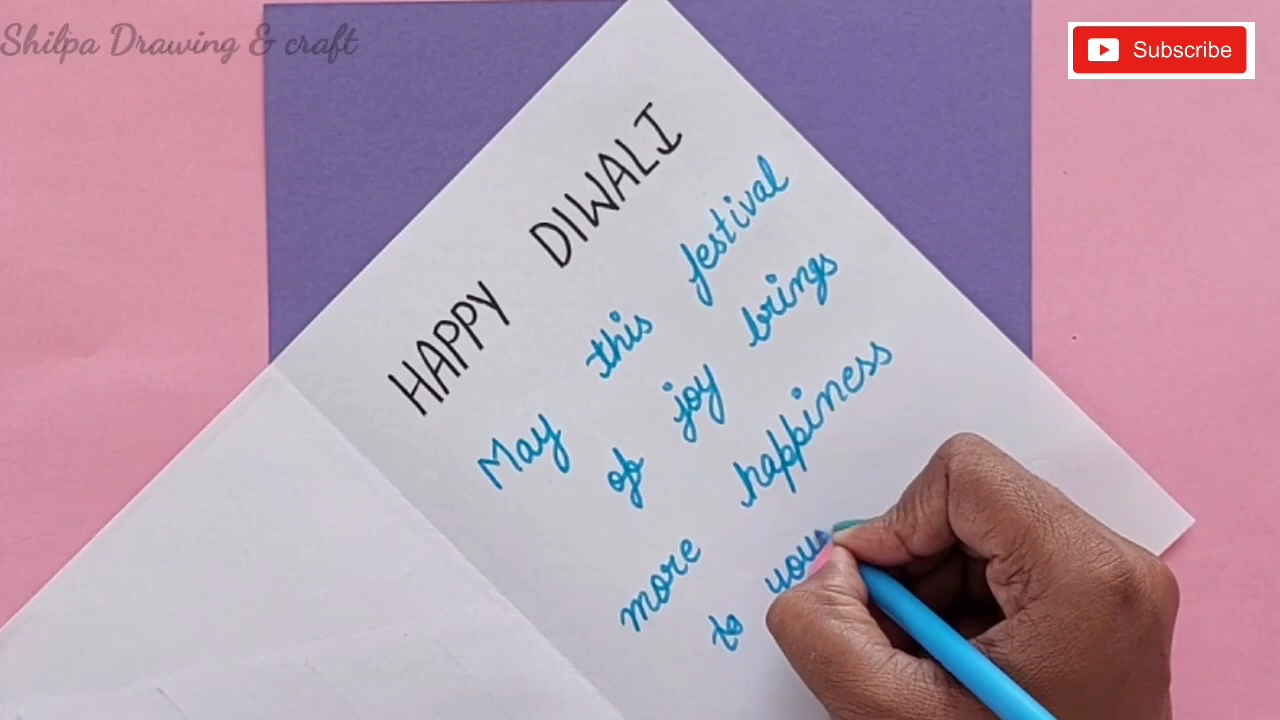 Shilpa Drawing & craft
Subscribe
HAPPY DIWALI
May this festival
of joy brings
more happiness
to you